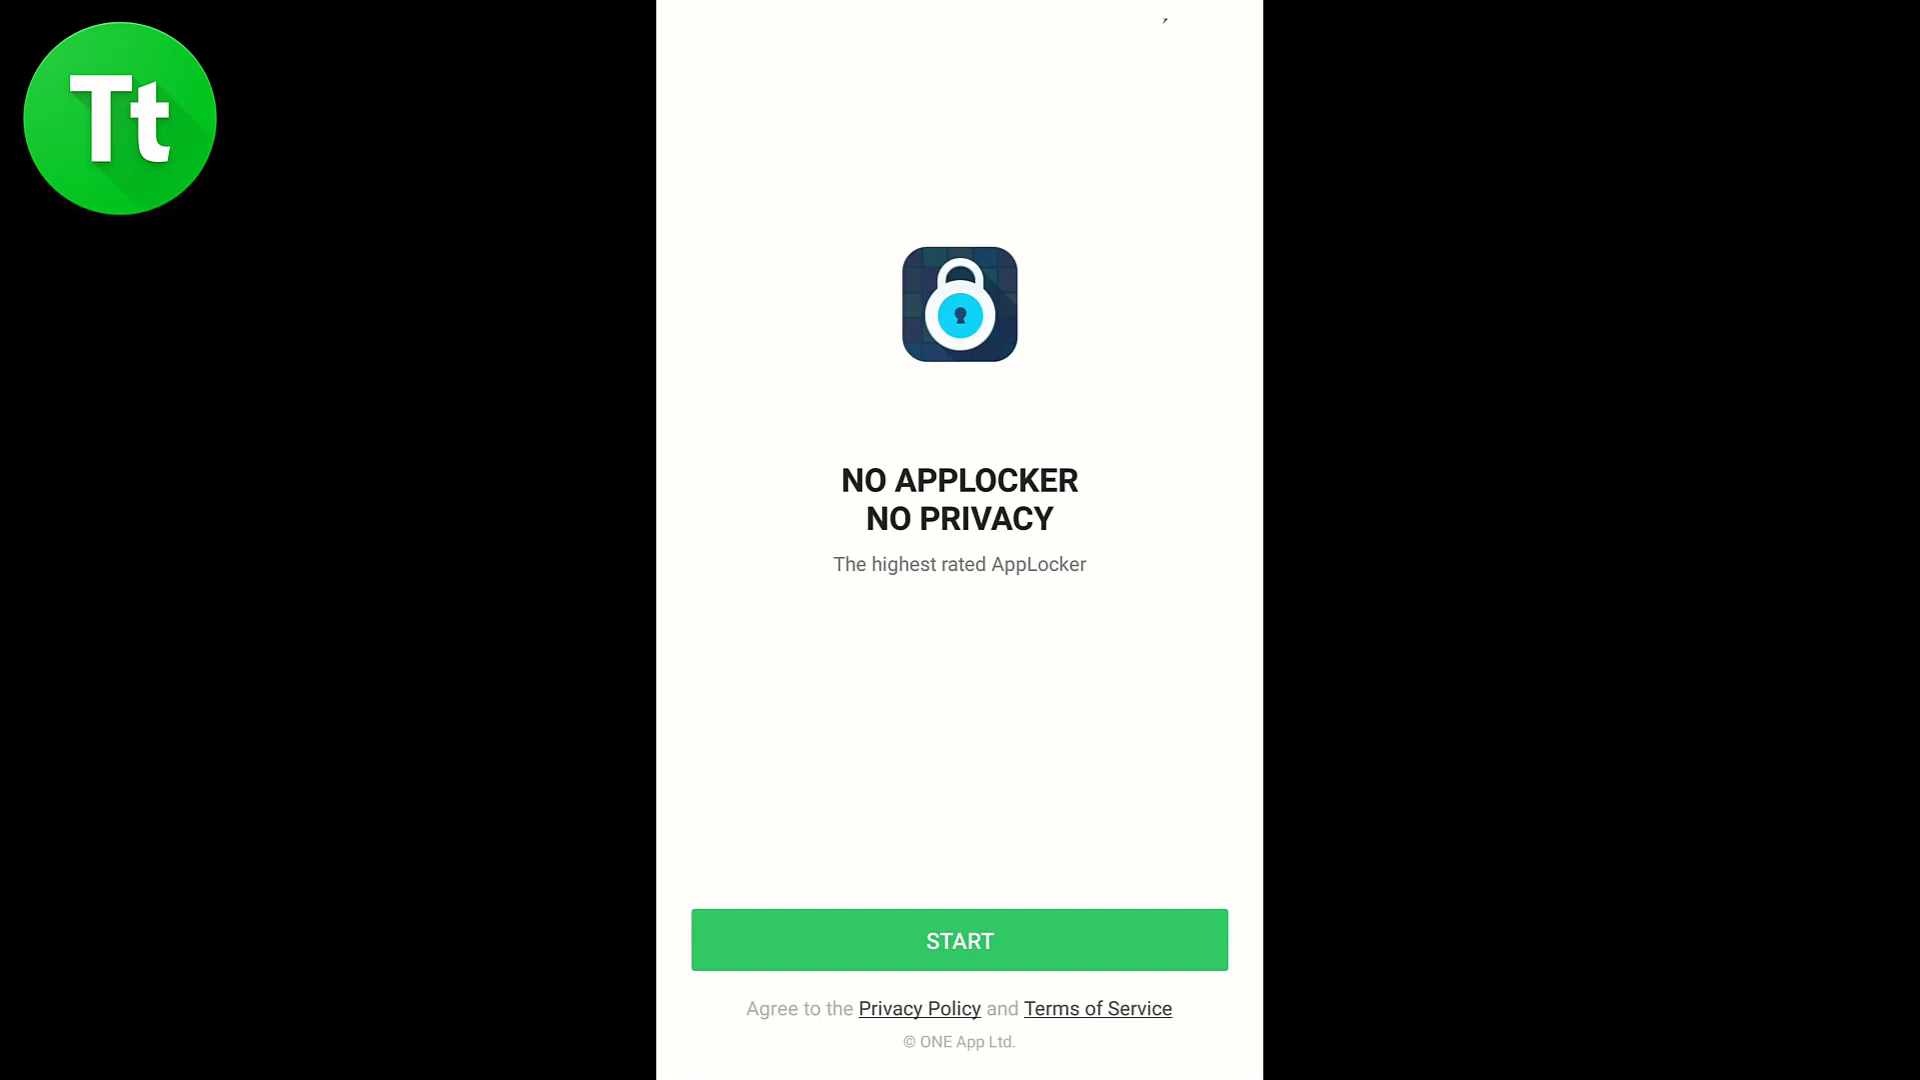 Tt
NO APPLOCKER
NO PRIVACY
The highest rated AppLocker
START
Agree to the Privacy Policy and Terms of Service
© ONE App Ltd.